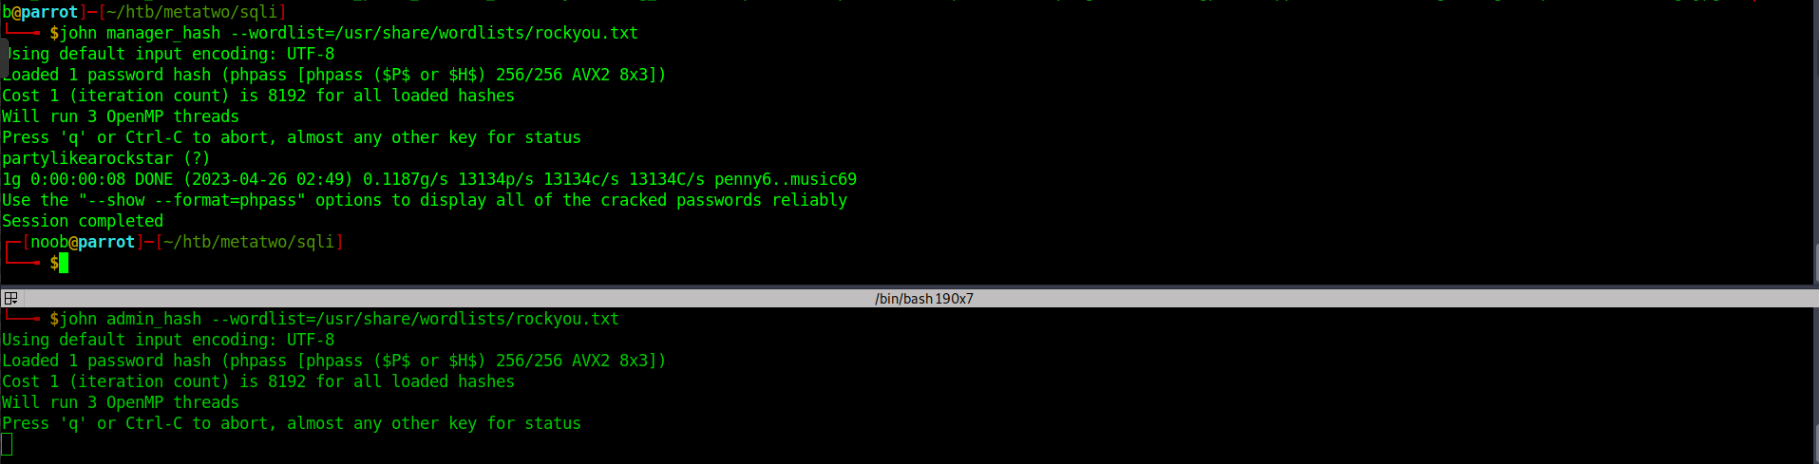 b@parrot]─[~/htb/metatwo/sqli]
└──╼ $john manager_hash --wordlist=/usr/share/wordlists/rockyou.txt
Using default input encoding: UTF-8
Loaded 1 password hash (phpass [phpass ($P$ or $H$) 256/256 AVX2 8x3])
Cost 1 (iteration count) is 8192 for all loaded hashes
Will run 3 OpenMP threads
Press 'q' or Ctrl-C to abort, almost any other key for status
partylikearockstar (?)
1g 0:00:00:08 DONE (2023-04-26 02:49) 0.1187g/s 13134p/s 13134c/s 13134C/s penny6..music69
Use the "--show --format=phpass" options to display all of the cracked passwords reliably
Session completed
┌─[noob@parrot]─[~/htb/metatwo/sqli]
└──╼ $
/bin/bash 190x7
└──╼ $john admin_hash --wordlist=/usr/share/wordlists/rockyou.txt
Using default input encoding: UTF-8
Loaded 1 password hash (phpass [phpass ($P$ or $H$) 256/256 AVX2 8x3])
Cost 1 (iteration count) is 8192 for all loaded hashes
Will run 3 OpenMP threads
Press 'q' or Ctrl-C to abort, almost any other key for status